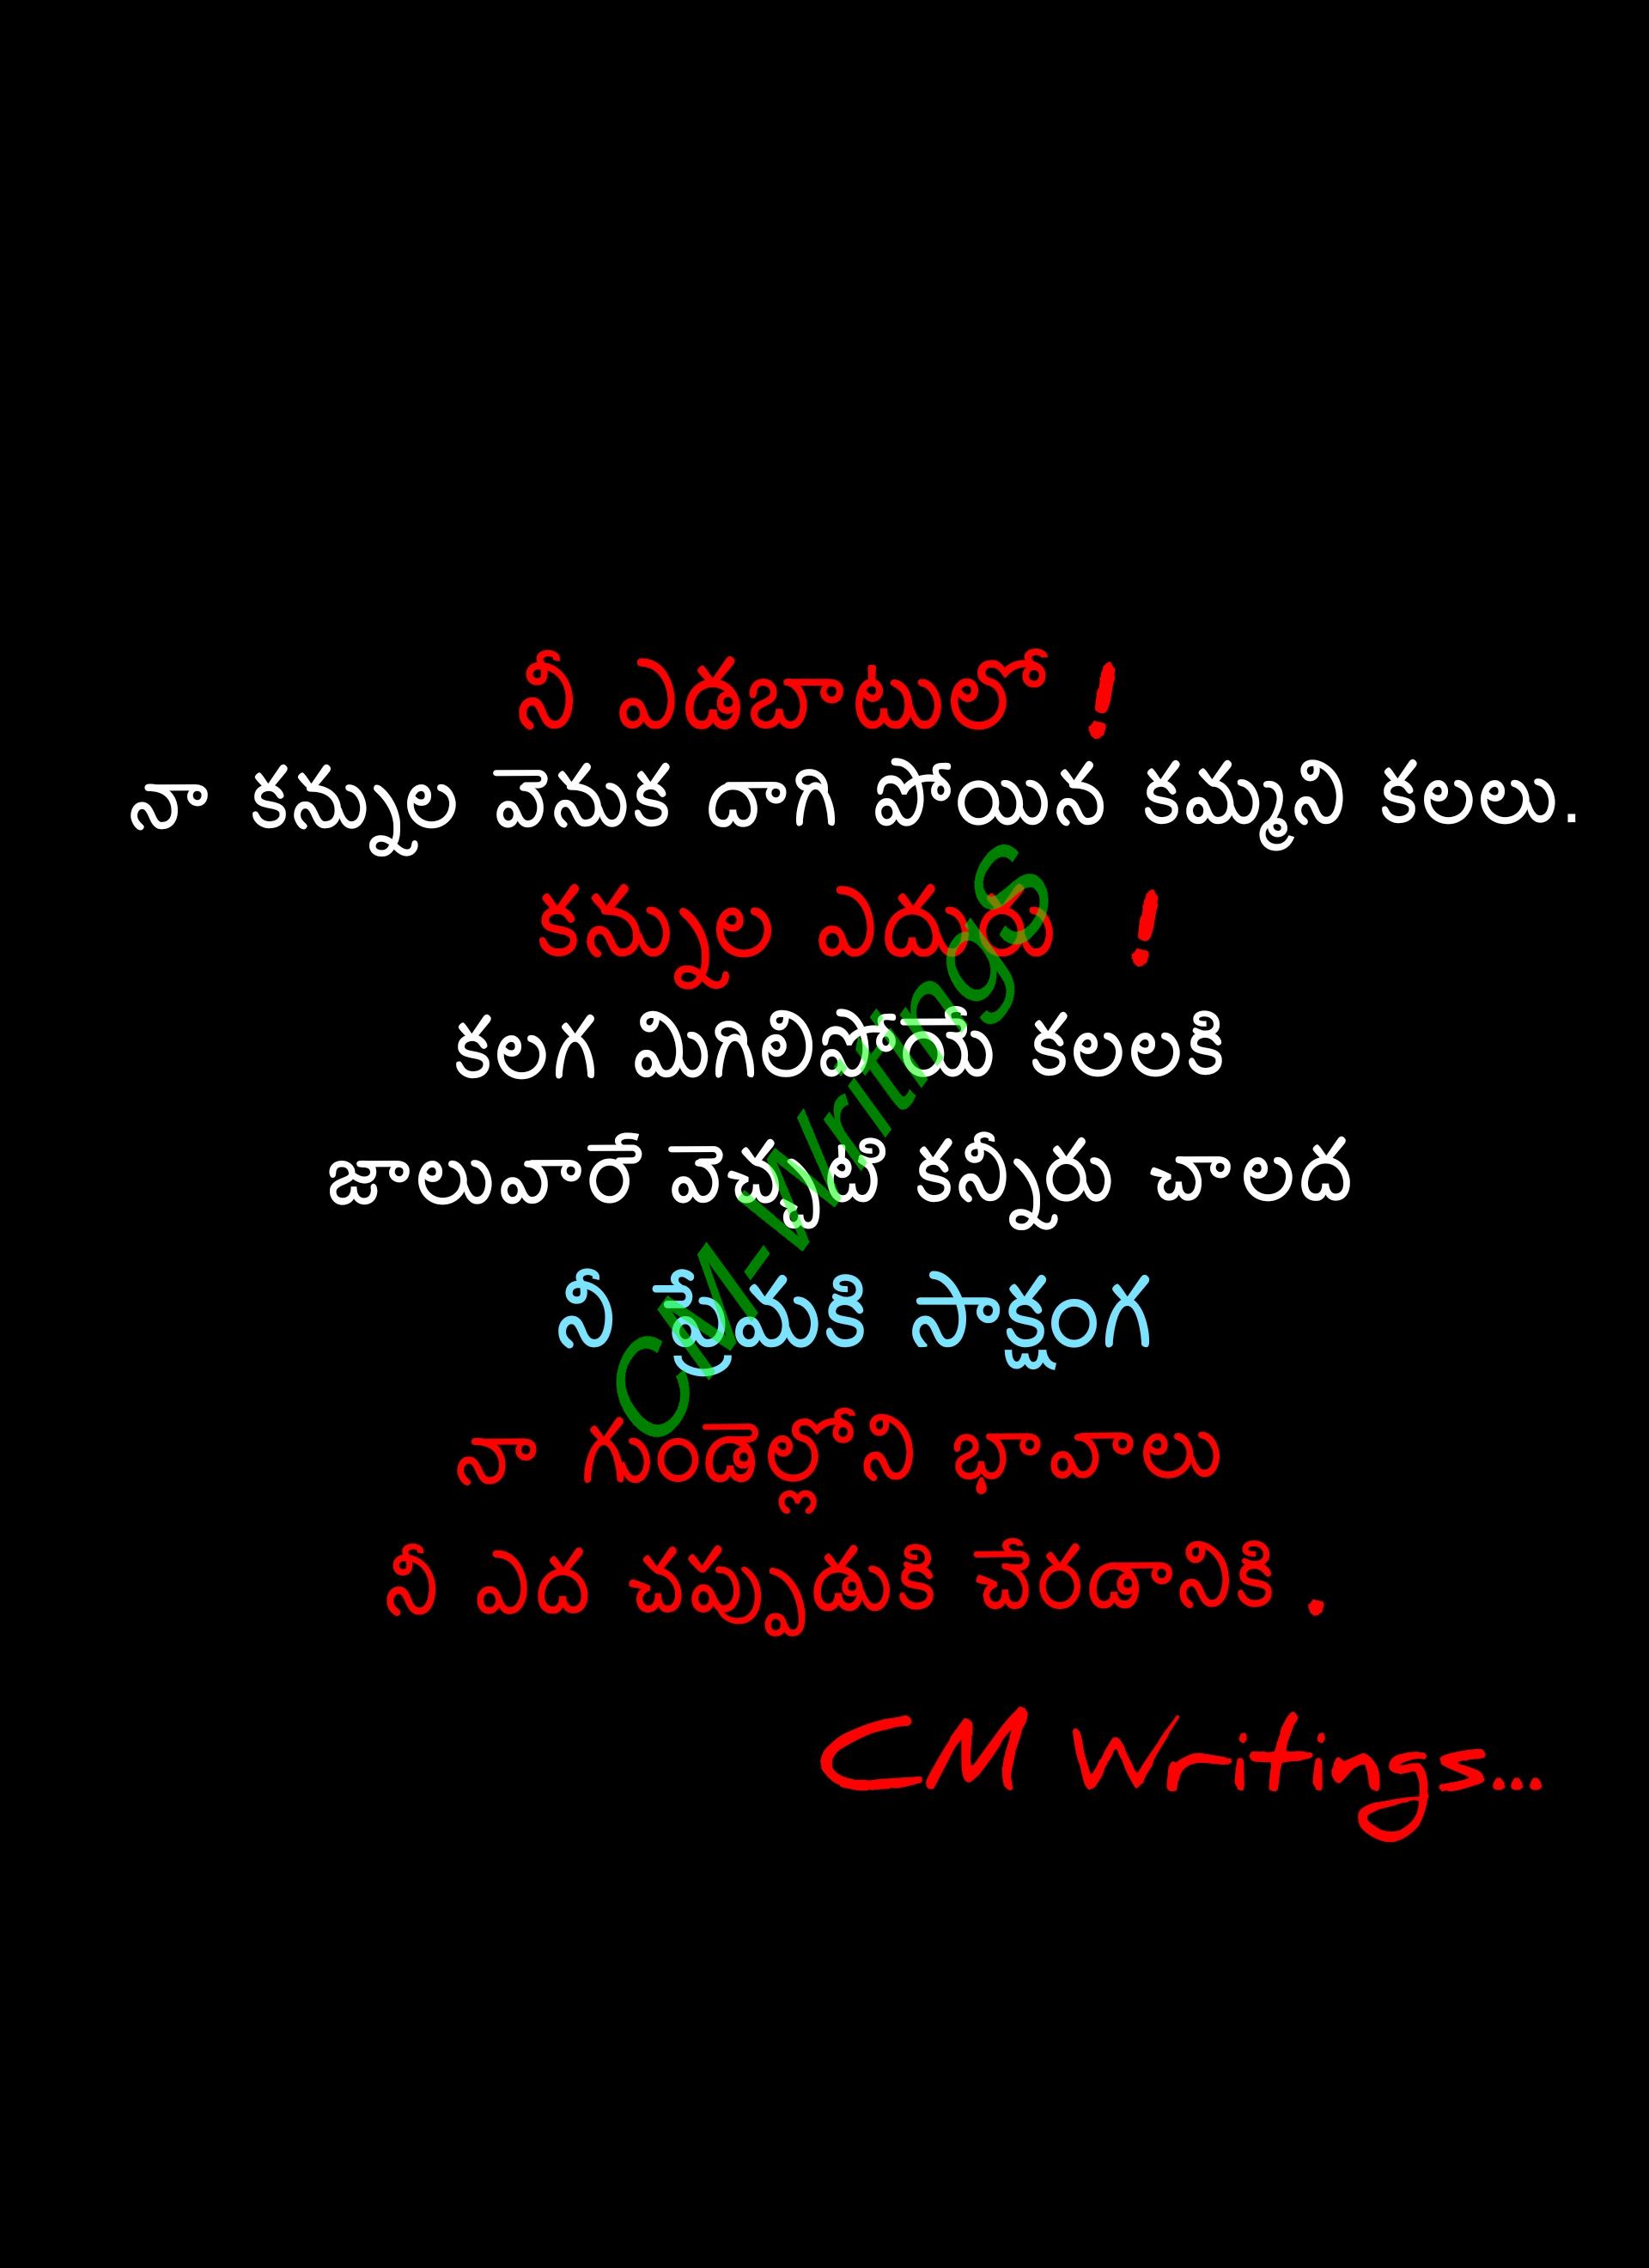 నీ ఎడబాటులో !
నా కన్నుల వెనుక దాగి పోయిన కమ్మని కలలు.
కన్నుల ఎదుట !
కలగ మిగిలిపోయే కలలకి
జాలువారే వెచ్చటి కన్నీరు చాలద
నీ ప్రేమకి సాక్ష్యంగ
నా గుండెల్లోని భావాలు
నీ ఎద చప్పుడుకి చేరడానికి .
CM Writings...
CM-Writings